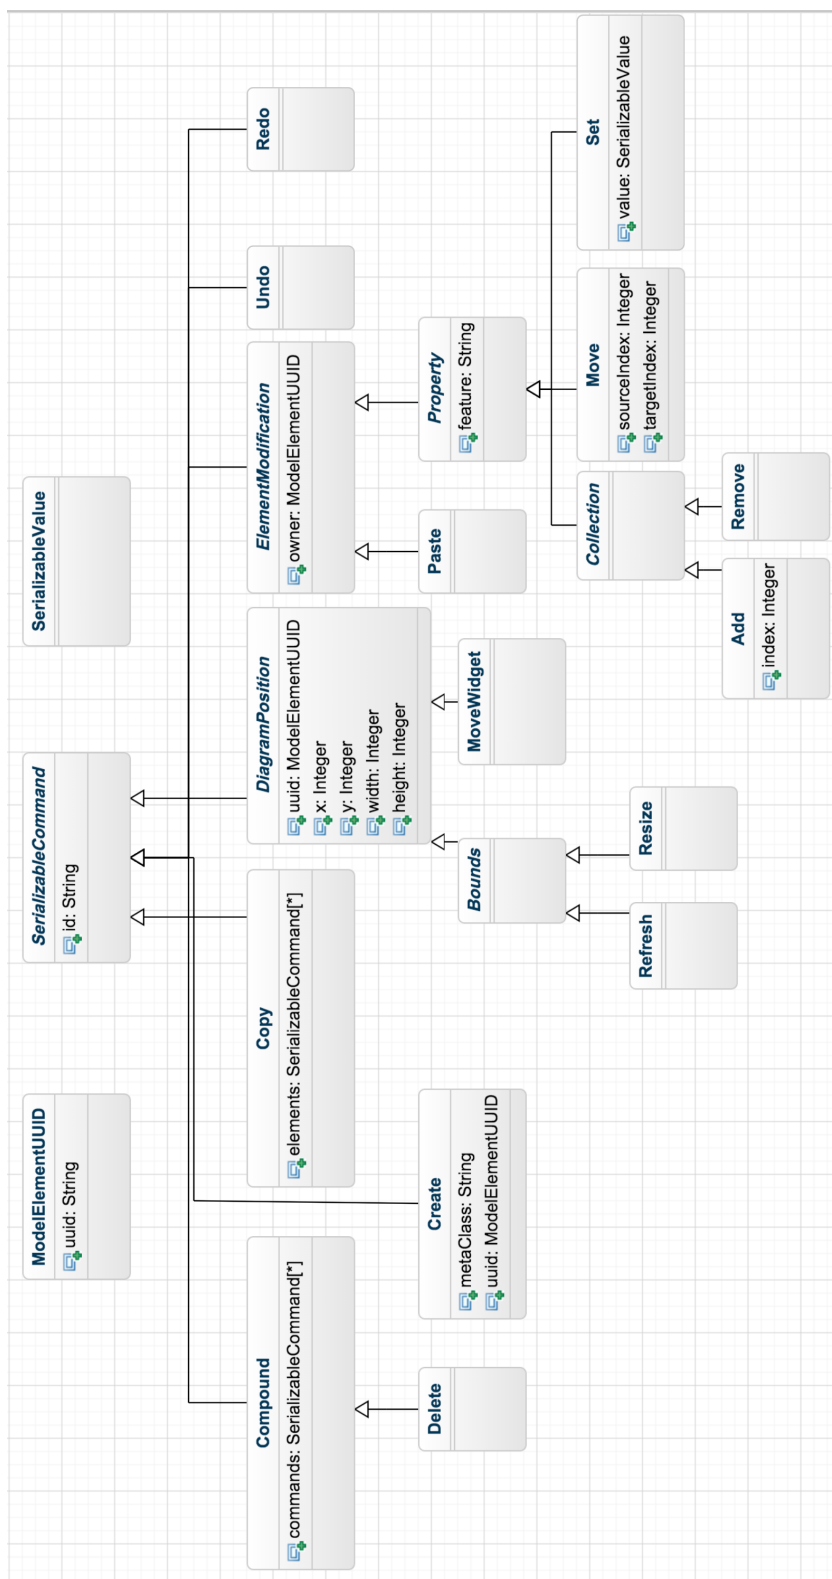 ModelElementUUID
uuid: String
SerializableCommand
id: String
SerializableValue
Compound
commands: SerializableCommand[*]
Copy
elements: SerializableCommand[*]
DiagramPosition
uuid: ModelElementUUID
x: Integer
y: Integer
width: Integer
height: Integer
ElementModification
owner: ModelElementUUID
Undo
Redo
Delete
Create
metaClass: String
uuid: ModelElementUUID
Bounds
MoveWidget
Paste
Property
feature: String
Refresh
Resize
Collection
Move
sourceIndex: Integer
targetIndex: Integer
Set
value: SerializableValue
Add
index: Integer
Remove